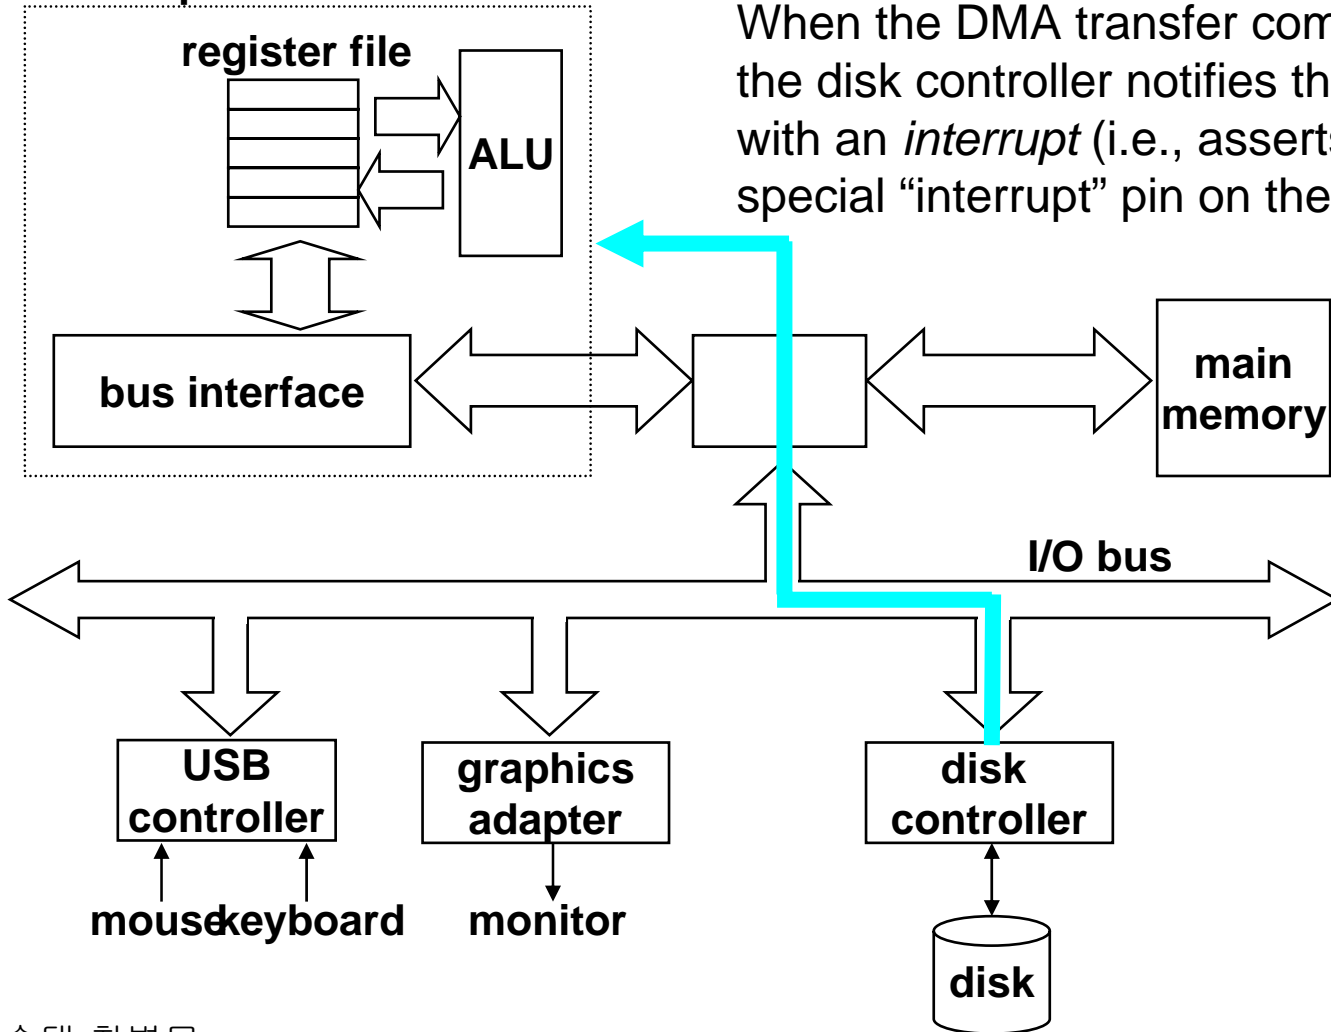 When the DMA transfer com
the disk controller notifies th
with an interrupt (i.e., asserts
special “interrupt” pin on the
register file
ALU
bus interface
main
memory
I/O bus
USB
controller
graphics
adapter
disk
controller
mouse
keyboard
monitor
disk